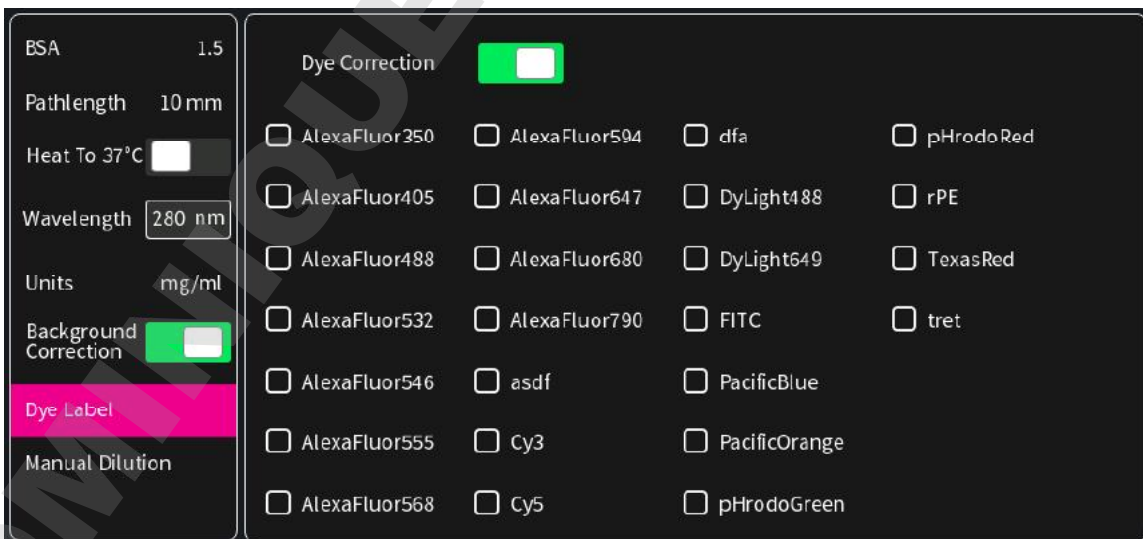 BSA 1.5
Pathlength 10 mm
Heat To 37°C
Wavelength 280 nm
Units mg/ml
Background
Correction
Dye Label
Manual Dilution
Dye Correction
AlexaFluor350 AlexaFluor594 dfa pHrodoRed
AlexaFluor405 AlexaFluor647 DyLight488 rPE
AlexaFluor488 AlexaFluor680 DyLight649 TexasRed
AlexaFluor532 AlexaFluor790 FITC tret
AlexaFluor546 asdf PacificBlue
AlexaFluor555 Cy3 PacificOrange
AlexaFluor568 Cy5 pHrodoGreen